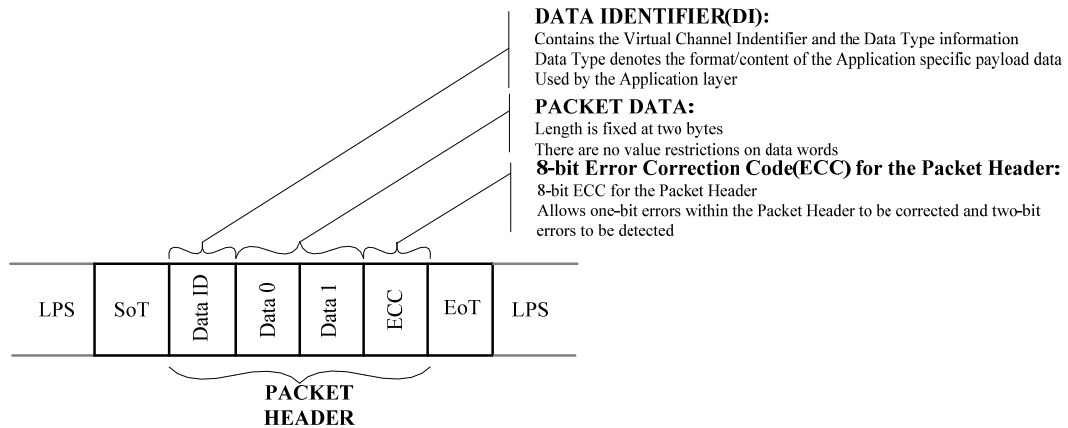 DATA IDENTIFIER(DI):
Contains the Virtual Channel Indentifier and the Data Type information
Data Type denotes the format/content of the Application specific payload data
Used by the Application layer
PACKET DATA:
Length is fixed at two bytes
There are no value restrictions on data words
8-bit Error Correction Code(ECC) for the Packet Header:
8-bit ECC for the Packet Header
Allows one-bit errors within the Packet Header to be corrected and two-bit
errors to be detected
LPS
SoT
Data ID
Data 0
Data 1
ECC
EoT
LPS
PACKET
HEADER